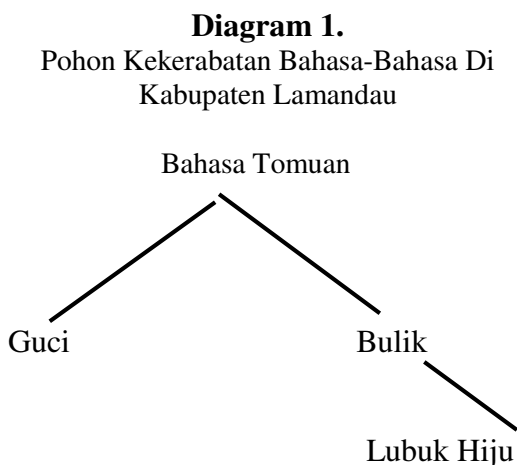 Diagram 1.
Pohon Kekerabatan Bahasa-Bahasa Di
Kabupaten Lamandau
Bahasa Tomuan
Guci
Bulik
Lubuk Hiju